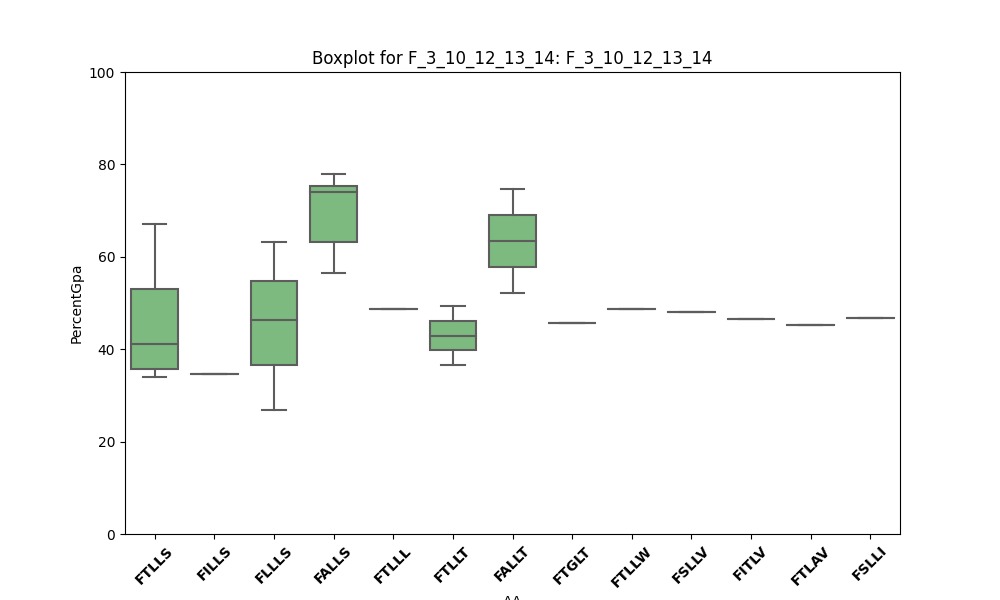 Boxplot for F_3_10_12_13_14: F_3_10_12_13_14
PercentGpa
100
80
60
40
20
0
FTLLS
FILLS
FLLLS
FALLS
FTLLL
FTLLT
FALLT
FTGLT
FTLLW
FSLLV
FITLV
FTLAV
FSLLI
AA